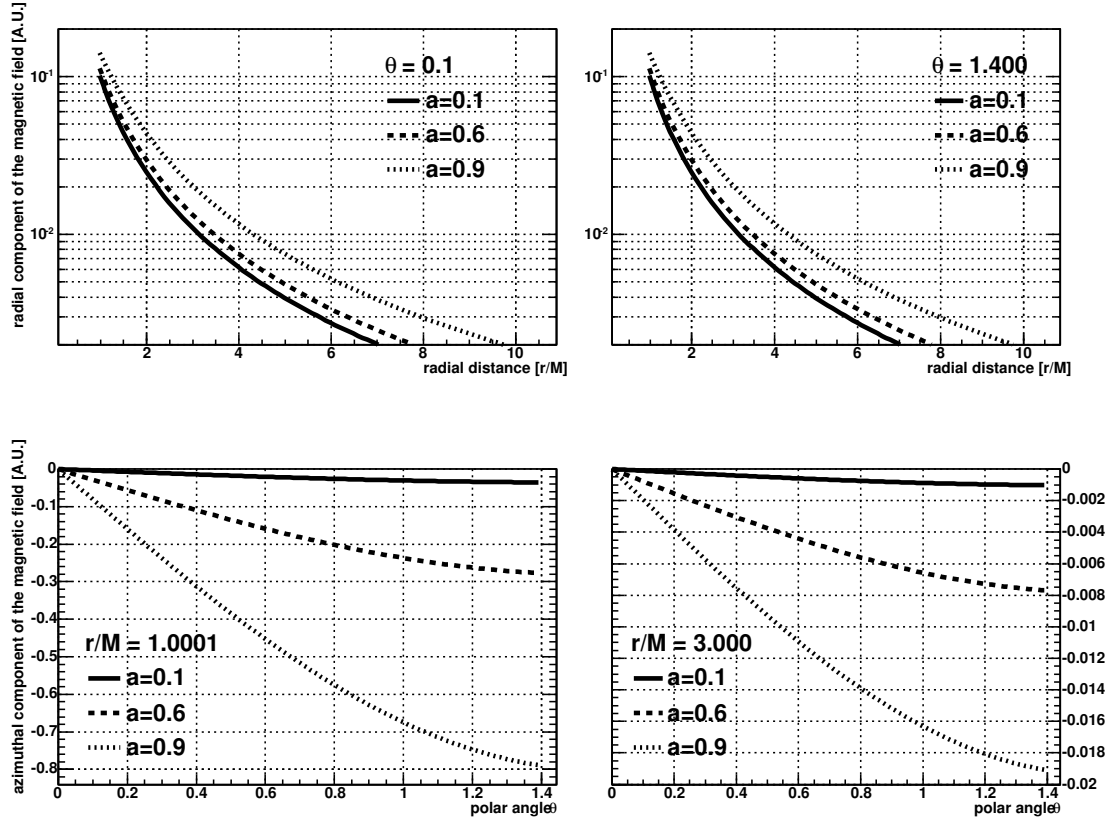 radial component of the magnetic field [A.U.]
10⁻¹
10⁻²
θ = 0.1
a=0.1
a=0.6
a=0.9
2 4 6 8 10
radial distance [r/M]
10⁻¹
10⁻²
θ = 1.400
a=0.1
a=0.6
a=0.9
2 4 6 8 10
radial distance [r/M]
azimuthal component of the magnetic field [A.U.]
0
-0.1
-0.2
-0.3
-0.4
-0.5
-0.6
-0.7
-0.8
r/M = 1.0001
a=0.1
a=0.6
a=0.9
0 0.2 0.4 0.6 0.8 1 1.2 1.4
polar angleθ
r/M = 3.000
a=0.1
a=0.6
a=0.9
0
-0.002
-0.004
-0.006
-0.008
-0.01
-0.012
-0.014
-0.016
-0.018
-0.02
0 0.2 0.4 0.6 0.8 1 1.2 1.4
polar angleθ